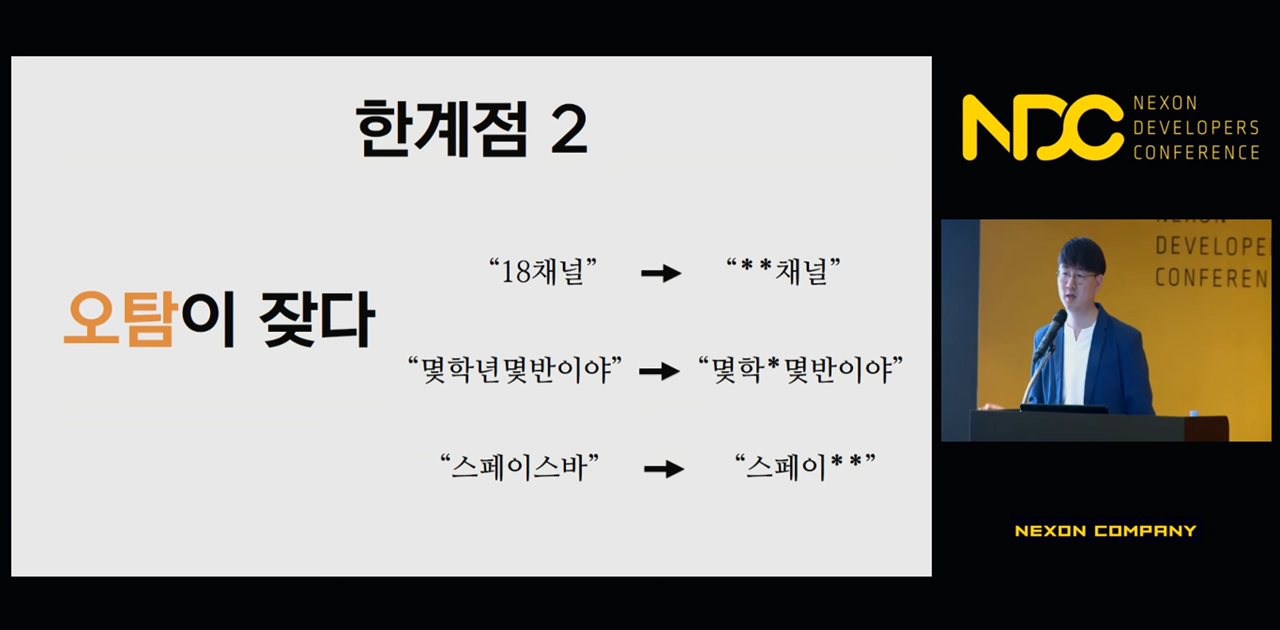 한계점 2
오탐이 잦다
“18채널” → “**채널”
“몇학년몇반이야” → “몇학*몇반이야”
“스페이스바” → “스페이**”
NDC
NEXON
DEVELOPERS
CONFERENCE
DEVELOPE
CONFEREN
NEXON COMPANY